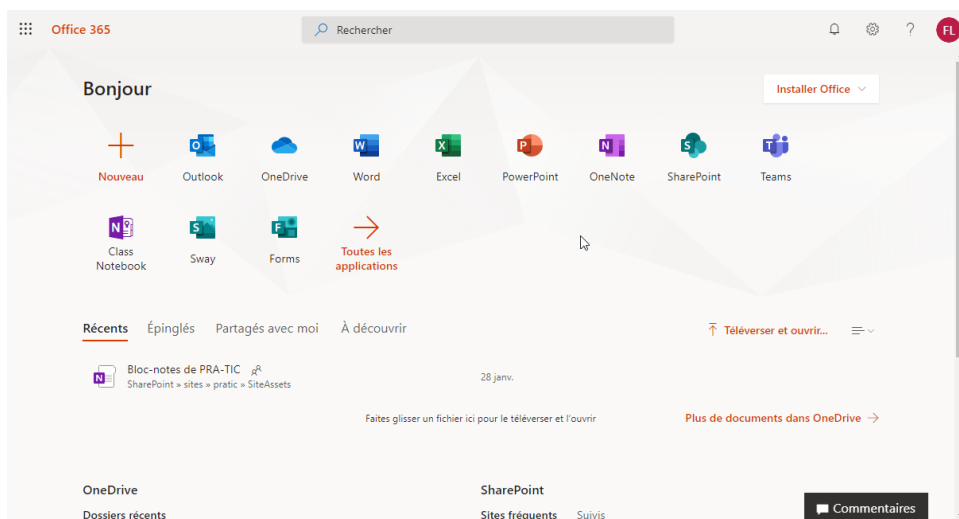 Office 365
Rechercher
FL
Bonjour
Installer Office
Nouveau
Outlook
OneDrive
Word
Excel
PowerPoint
OneNote
SharePoint
Teams
Class
Notebook
Sway
Forms
Toutes les
applications
Récents Épinglés Partagés avec moi À découvrir
Téléverser et ouvrir...
Bloc-notes de PRA-TIC
SharePoint » sites » pratic » SiteAssets
28 janv.
Faites glisser un fichier ici pour le téléverser et l'ouvrir
Plus de documents dans OneDrive
OneDrive
SharePoint
Dossiers récents
Sites fréquents Suivis
Commentaires